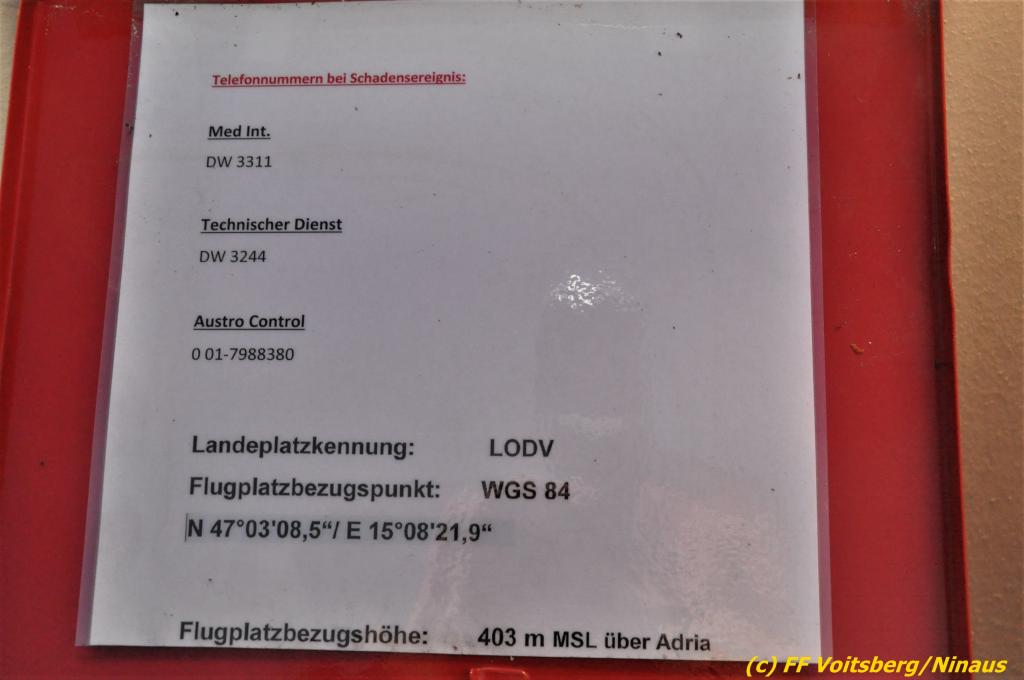 Telefonnummern bei Schadensereignis:
Med Int.
DW 3311
Technischer Dienst
DW 3244
Austro Control
0 01-7988380
Landeplatzkennung: LODV
Flugplatzbezugspunkt: WGS 84
N 47°03'08,5“/ E 15°08'21,9“
Flugplatzbezugshöhe: 403 m MSL über Adria
(c) FF Voitsberg/Ninaus